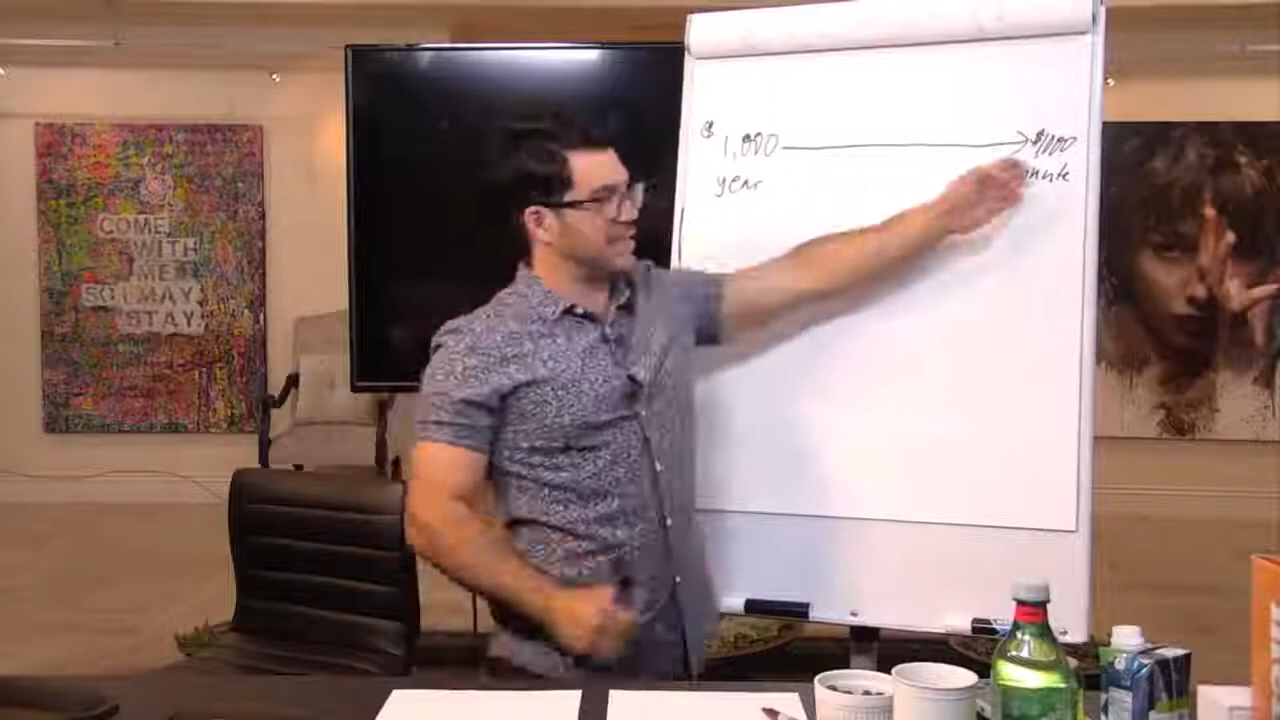 COME
WITH
ME
SO I MAY
STAY.
$ 1,000 → $1000
year